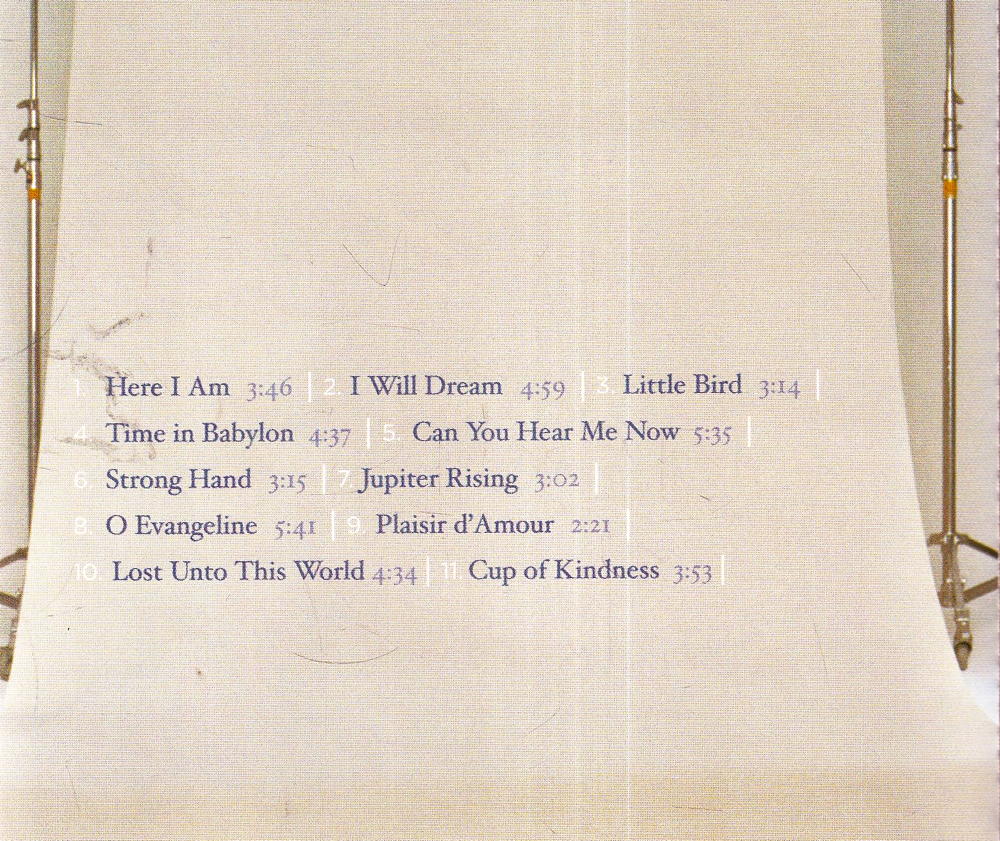 1. Here I Am 3:46 | 2. I Will Dream 4:59 | 3. Little Bird 3:14 |
4. Time in Babylon 4:37 | 5. Can You Hear Me Now 5:35 |
6. Strong Hand 3:15 | 7. Jupiter Rising 3:02 |
8. O Evangeline 5:41 | 9. Plaisir d'Amour 2:21 |
10. Lost Unto This World 4:34 | 11. Cup of Kindness 3:53 |